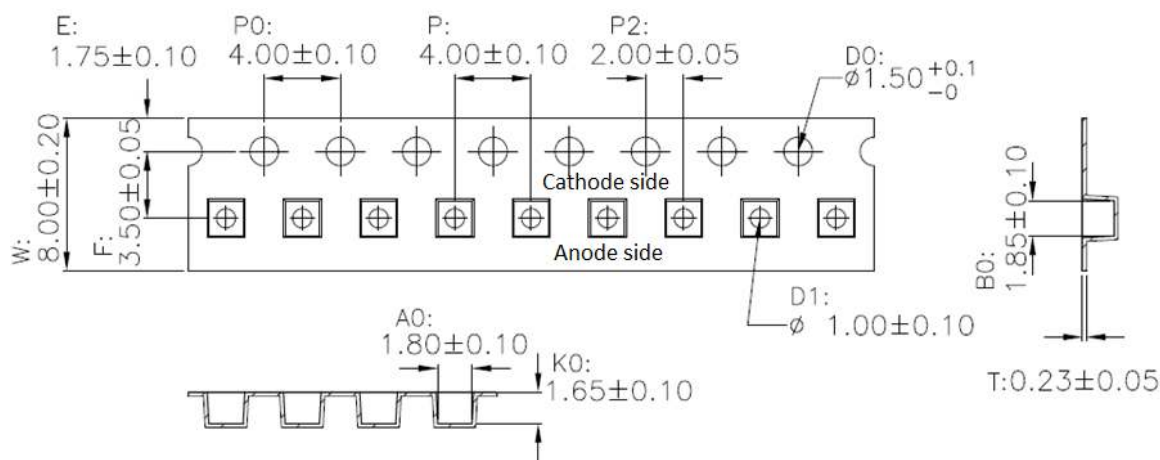 E:
1.75±0.10
P0:
4.00±0.10
P:
4.00±0.10
P2:
2.00±0.05
D0:
ϕ1.50 +0.1
-0
W:
8.00±0.20
F:
3.50±0.05
Cathode side
Anode side
B0:
1.85±0.10
D1:
ϕ 1.00±0.10
A0:
1.80±0.10
K0:
1.65±0.10
T:0.23±0.05